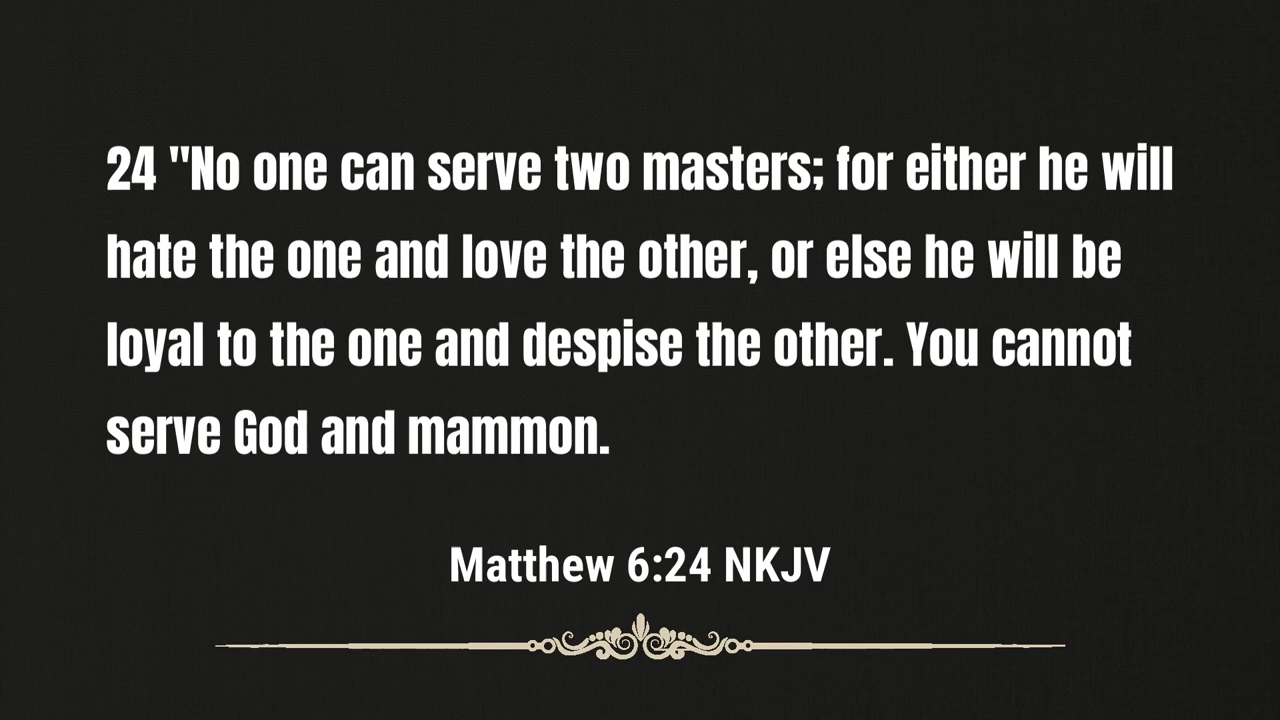 24 "No one can serve two masters; for either he will
hate the one and love the other, or else he will be
loyal to the one and despise the other. You cannot
serve God and mammon.
Matthew 6:24 NKJV